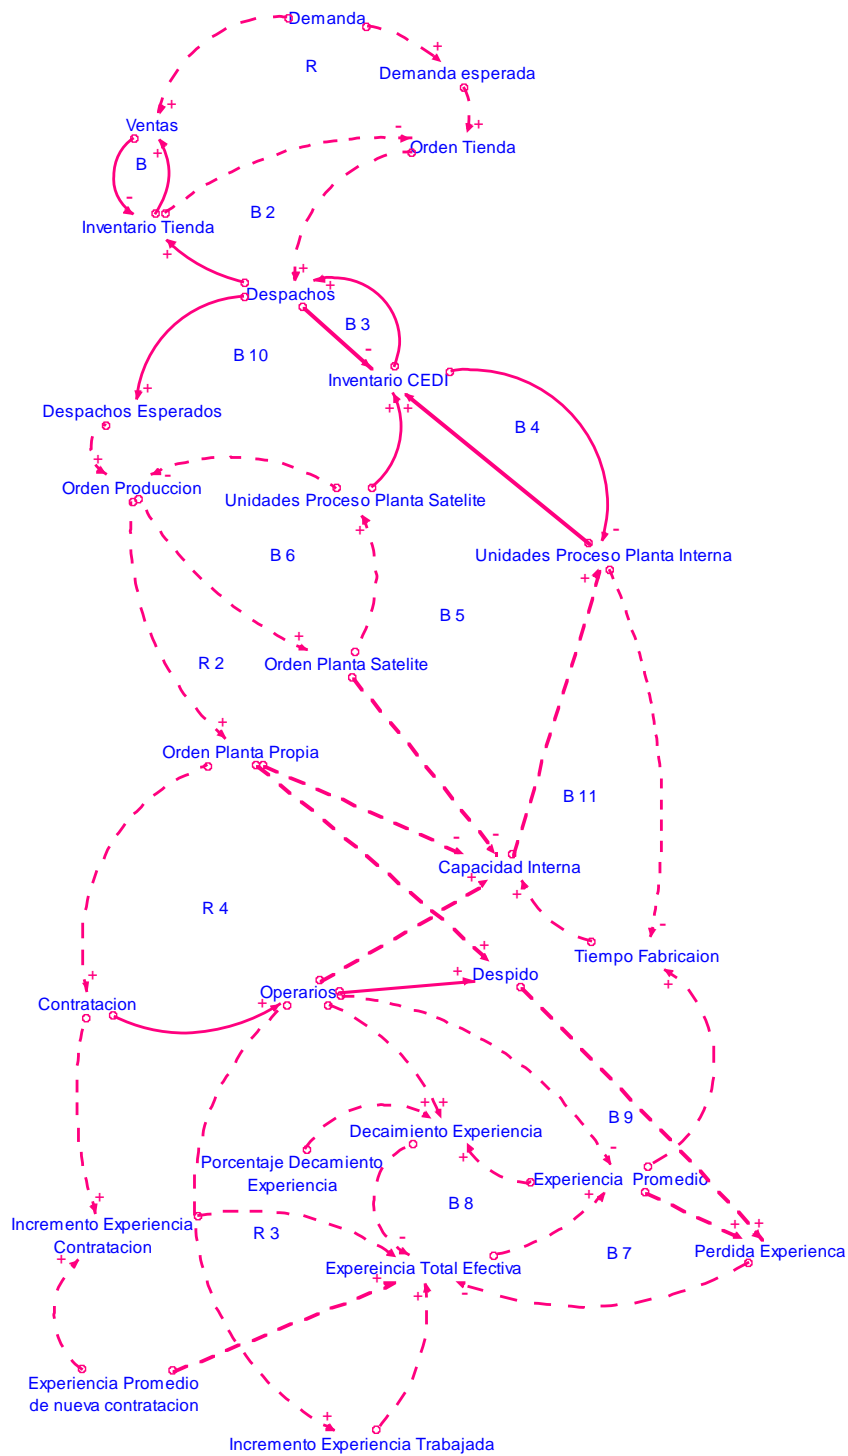 Demanda
R
Demanda esperada
Ventas
Orden Tienda
B
B 2
Inventario Tienda
Despachos
B 3
B 10
Inventario CEDI
Despachos Esperados
B 4
Orden Produccion
Unidades Proceso Planta Satelite
B 6
Unidades Proceso Planta Interna
B 5
R 2
Orden Planta Satelite
Orden Planta Propia
B 11
Capacidad Interna
R 4
Tiempo Fabricaion
Despido
Contratacion
Operarios
B 9
Decaimiento Experiencia
Porcentaje Decamiento
Experiencia
Experiencia Promedio
B 8
Incremento Experiencia
Contratacion
R 3
B 7
Perdida Experienca
Expereincia Total Efectiva
Experiencia Promedio
de nueva contratacion
Incremento Experiencia Trabajada